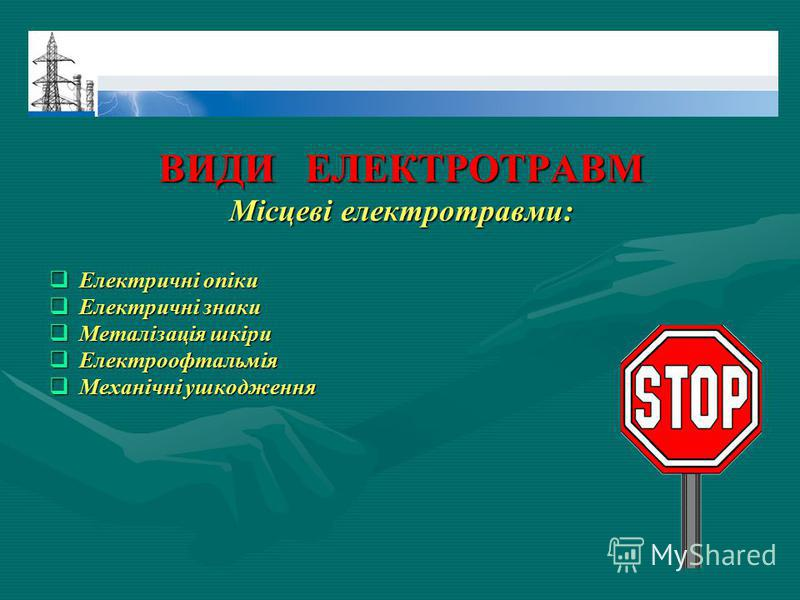 ВИДИ ЕЛЕКТРОТРАВМ
Місцеві електротравми:
Електричні опіки
Електричні знаки
Металізація шкіри
Електроофтальмія
Механічні ушкодження
STOP
MyShared